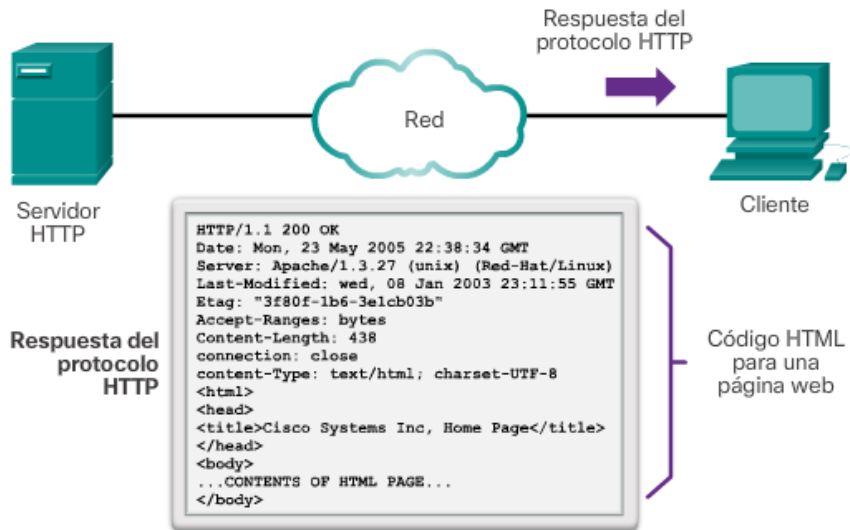 Respuesta del
protocolo HTTP
Red
Servidor
HTTP
Cliente
Respuesta del
protocolo
HTTP
HTTP/1.1 200 OK
Date: Mon, 23 May 2005 22:38:34 GMT
Server: Apache/1.3.27 (unix) (Red-Hat/Linux)
Last-Modified: wed, 08 Jan 2003 23:11:55 GMT
Etag: "3f80f-1b6-3e1cb03b"
Accept-Ranges: bytes
Content-Length: 438
connection: close
content-Type: text/html; charset-UTF-8
<html>
<head>
<title>Cisco Systems Inc, Home Page</title>
</head>
<body>
...CONTENTS OF HTML PAGE...
</body>
Código HTML
para una
página web